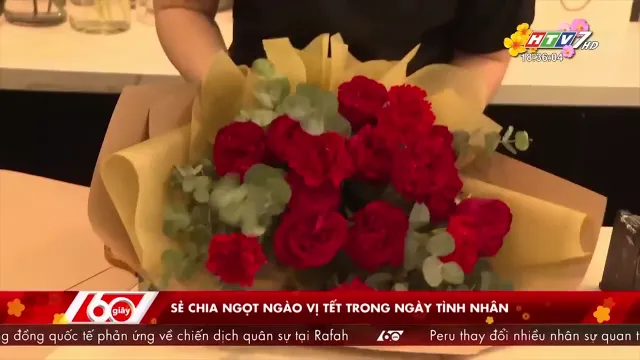 HTV7 HD
18:36:04
60 giây
SẺ CHIA NGỌT NGÀO VỊ TẾT TRONG NGÀY TÌNH NHÂN
g đồng quốc tế phản ứng về chiến dịch quân sự tại Rafah 60 Peru thay đổi nhiều nhân sự quan t